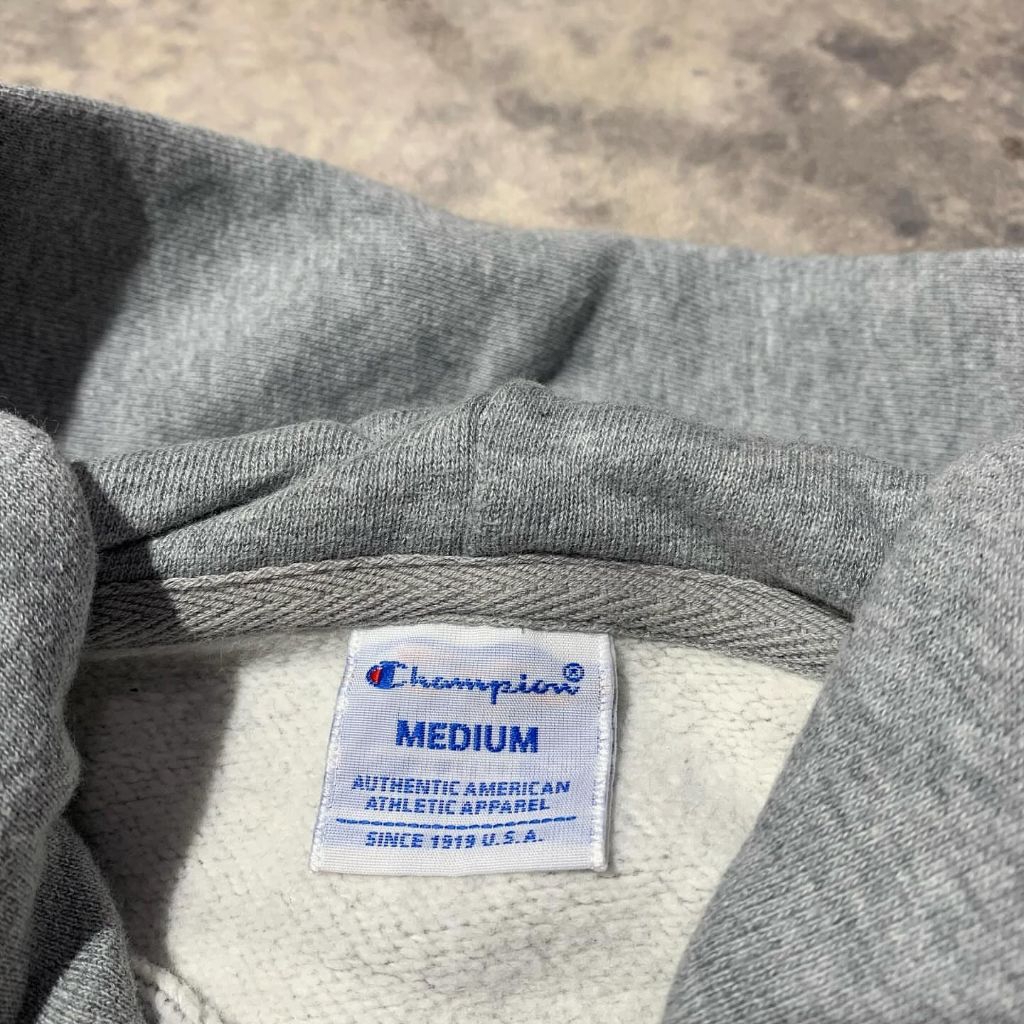 Champion®
MEDIUM
AUTHENTIC AMERICAN
ATHLETIC APPAREL
SINCE 1919 U.S.A.